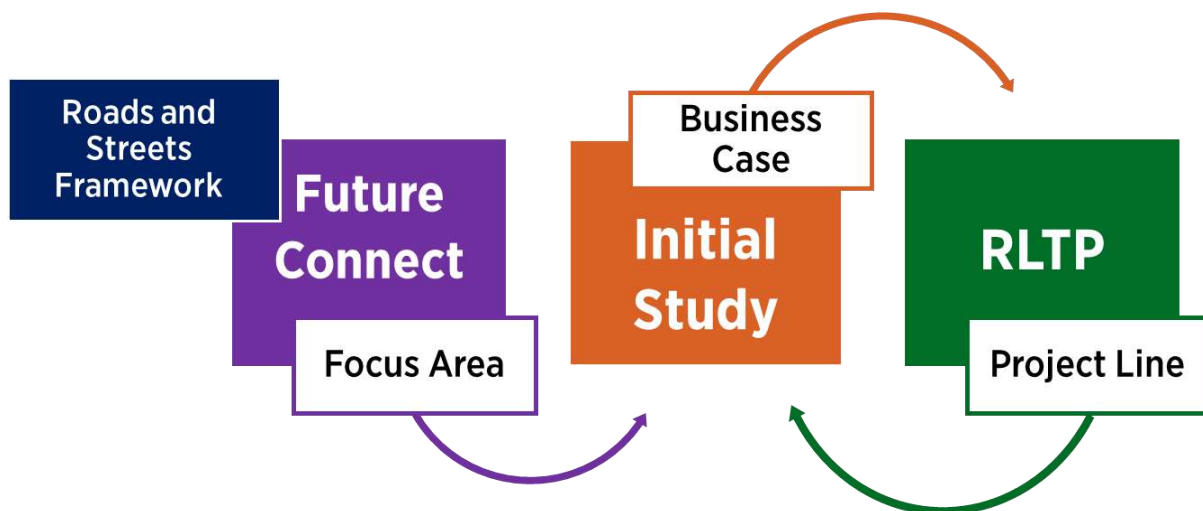 Roads and
Streets
Framework
Future
Connect
Focus Area
Business
Case
Initial
Study
RLTP
Project Line